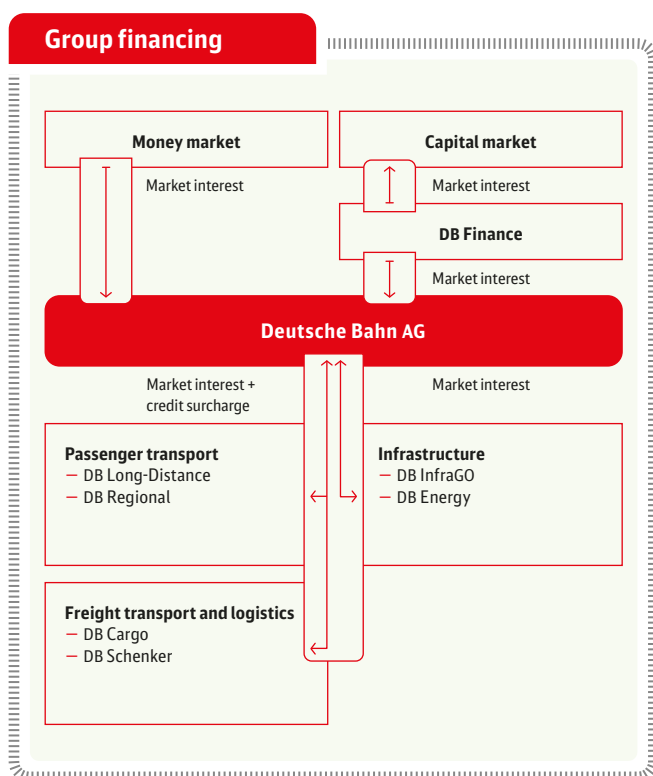 Group financing
Money market
Capital market
Market interest
Market interest
DB Finance
Market interest
Deutsche Bahn AG
Market interest +
credit surcharge
Market interest
Passenger transport
– DB Long-Distance
– DB Regional
Infrastructure
– DB InfraGO
– DB Energy
Freight transport and logistics
– DB Cargo
– DB Schenker